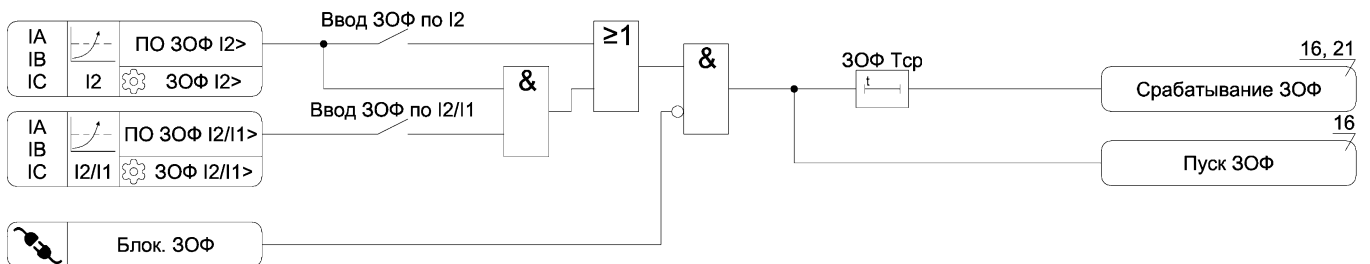 IA
IB
IC
I2
ПО ЗОФ I2>
ЗОФ I2>
Ввод ЗОФ по I2
≥1
&
&
ЗОФ Тср
t
16, 21
Срабатывание ЗОФ
IA
IB
IC
I2/I1
ПО ЗОФ I2/I1>
ЗОФ I2/I1>
Ввод ЗОФ по I2/I1
16
Пуск ЗОФ
Блок. ЗОФ